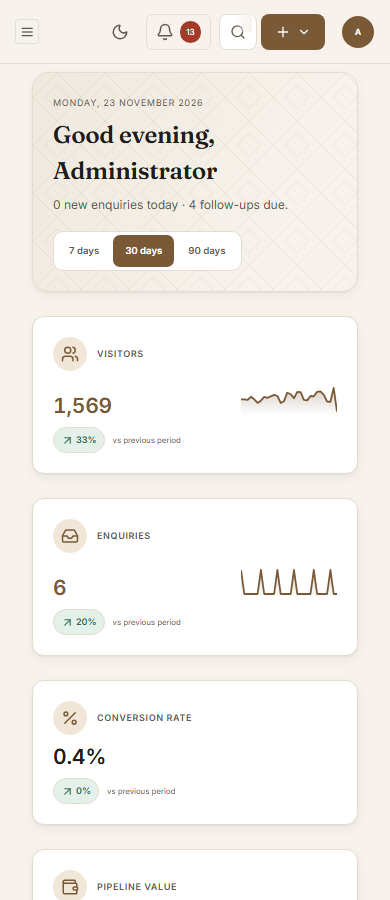 13
A
MONDAY, 23 NOVEMBER 2026
Good evening,
Administrator
0 new enquiries today · 4 follow-ups due.
7 days 30 days 90 days
VISITORS
1,569
33% vs previous period
ENQUIRIES
6
20% vs previous period
CONVERSION RATE
0.4%
0% vs previous period
PIPELINE VALUE